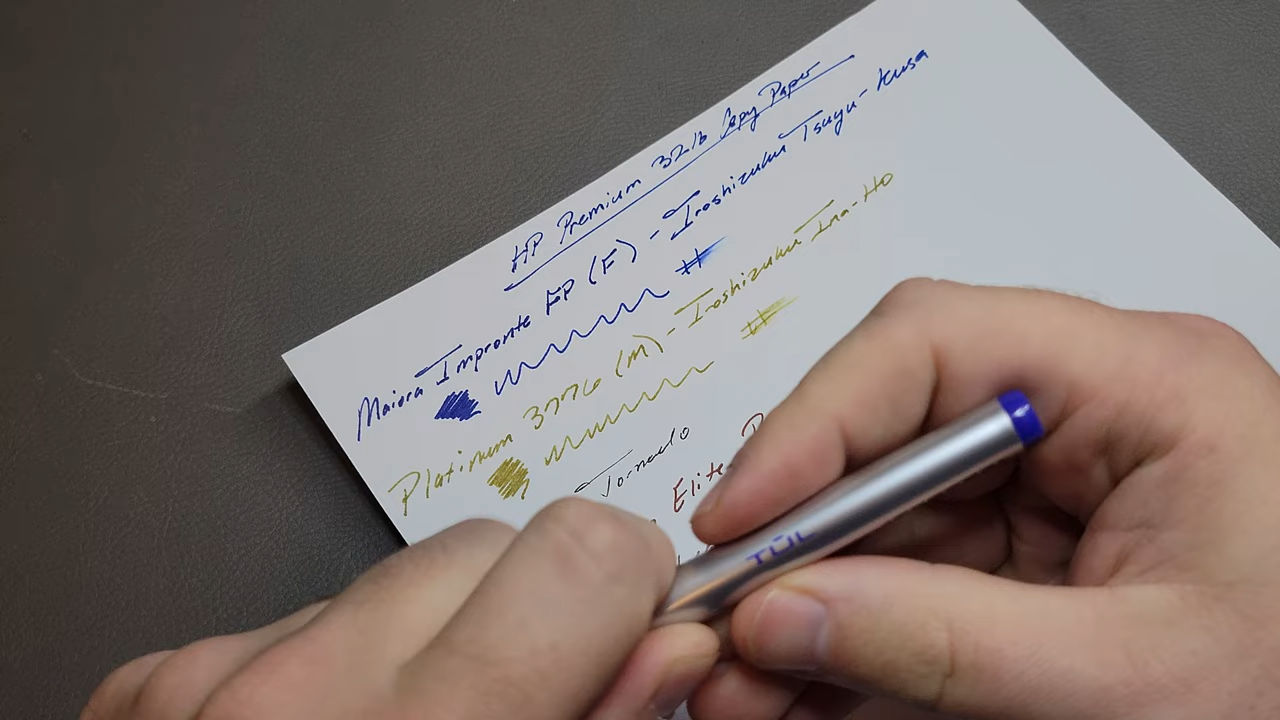 HP Premium 32lb Copy Paper
Maiora Impronte FP (F) - Iroshizuku Tsuyu-kusa
#
Platinum 3776 (M) - Iroshizuku Ina-Ho
#
Tornado
Elite
TUL